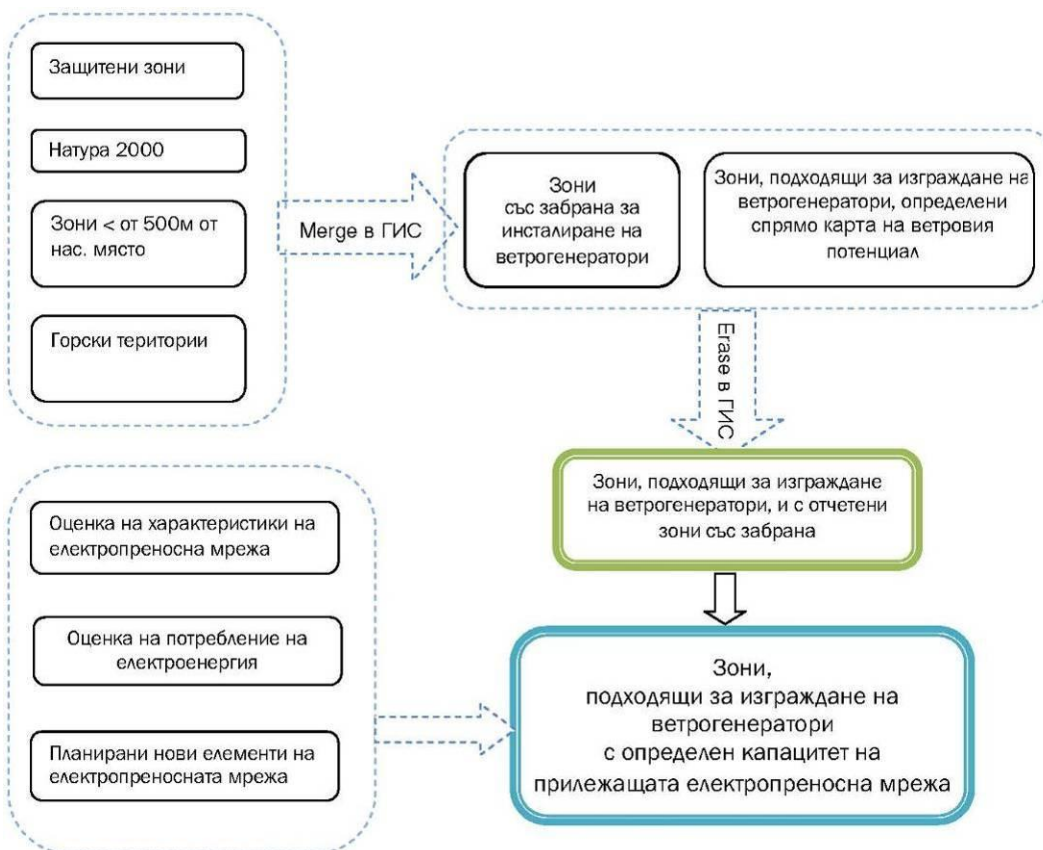 Защитени зони
Натура 2000
Зони < от 500м от
нас. място
Горски територии
Merge в ГИС
Зони
със забрана за
инсталиране на
ветрогенератори
Зони, подходящи за изграждане на
ветрогенератори, определени
спрямо карта на ветровия
потенциал
Erase в ГИС
Зони, подходящи за изграждане
на ветрогенератори, и с отчетени
зони със забрана
Оценка на характеристики на
електропреносна мрежа
Оценка на потребление на
електроенергия
Планирани нови елементи на
електропреносната мрежа
Зони,
подходящи за изграждане на
ветрогенератори
с определен капацитет на
прилежащата електропреносна мрежа